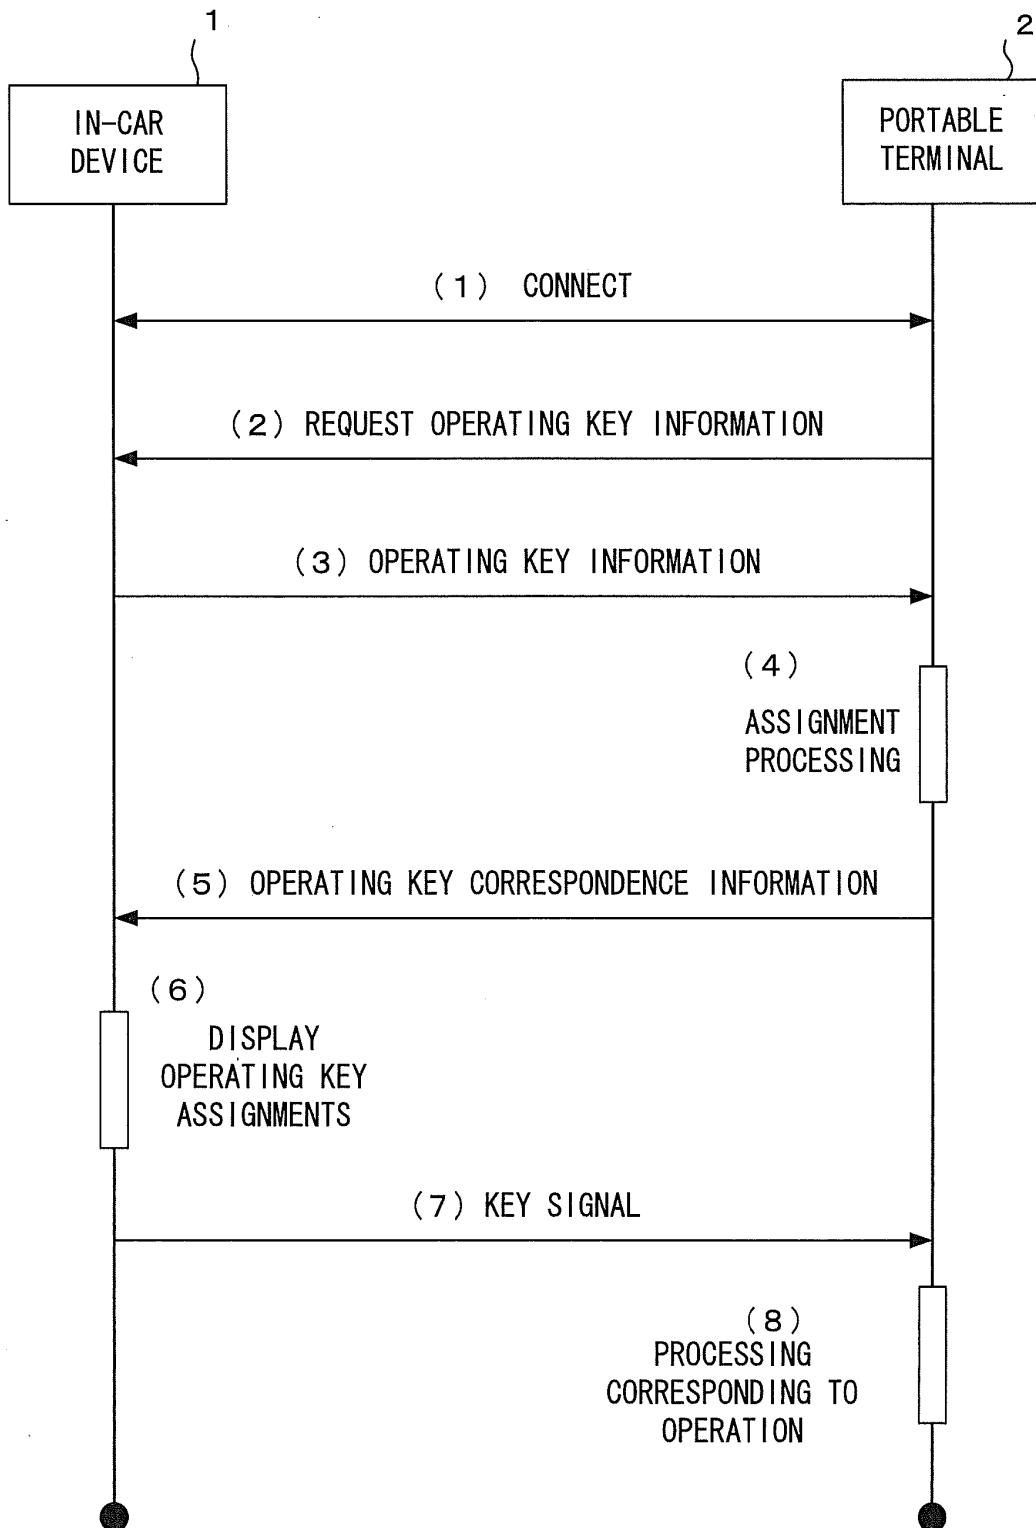 1
2
IN-CAR
DEVICE
PORTABLE
TERMINAL
(1) CONNECT
(2) REQUEST OPERATING KEY INFORMATION
(3) OPERATING KEY INFORMATION
(4)
ASSIGNMENT
PROCESSING
(5) OPERATING KEY CORRESPONDENCE INFORMATION
(6)
DISPLAY
OPERATING KEY
ASSIGNMENTS
(7) KEY SIGNAL
(8)
PROCESSING
CORRESPONDING TO
OPERATION